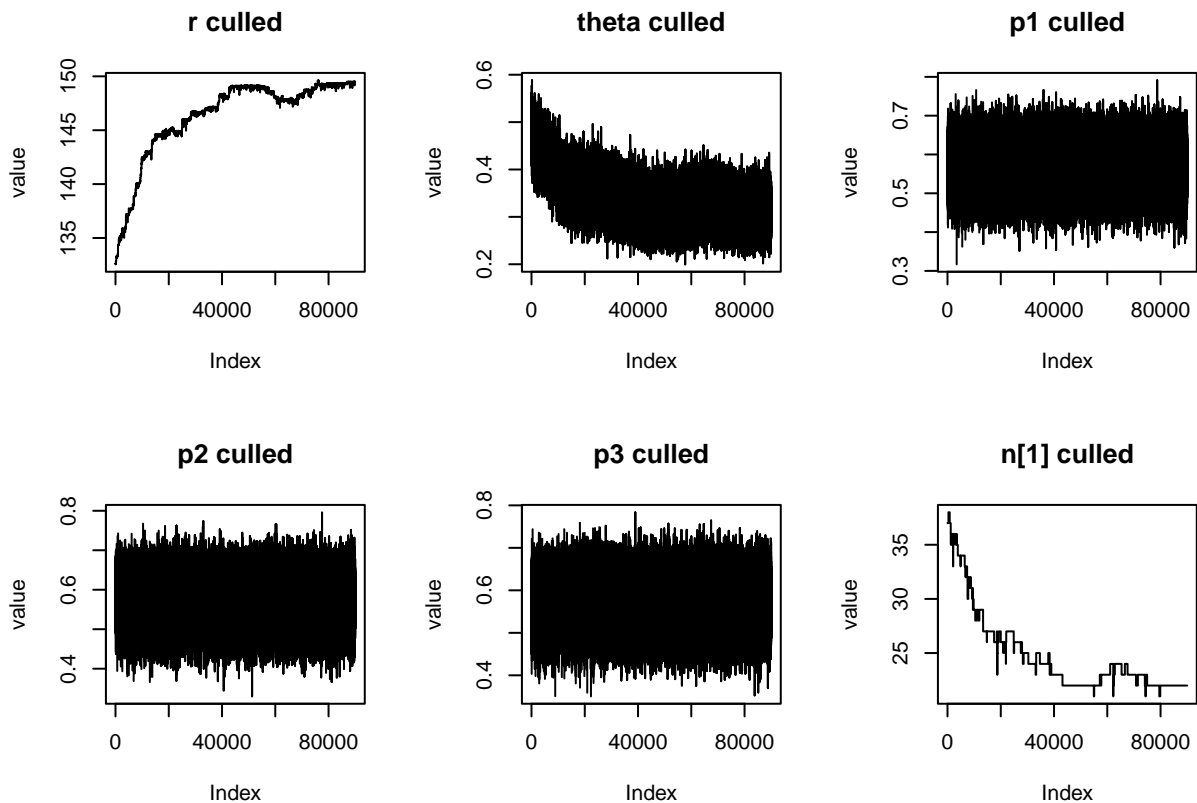 r culled
theta culled
p1 culled
value
135 140 145 150
0 40000 80000
Index
value
0.2 0.4 0.6
0 40000 80000
Index
value
0.3 0.5 0.7
0 40000 80000
Index
p2 culled
p3 culled
n[1] culled
value
0.4 0.6 0.8
0 40000 80000
Index
value
0.4 0.6 0.8
0 40000 80000
Index
value
25 30 35
0 40000 80000
Index